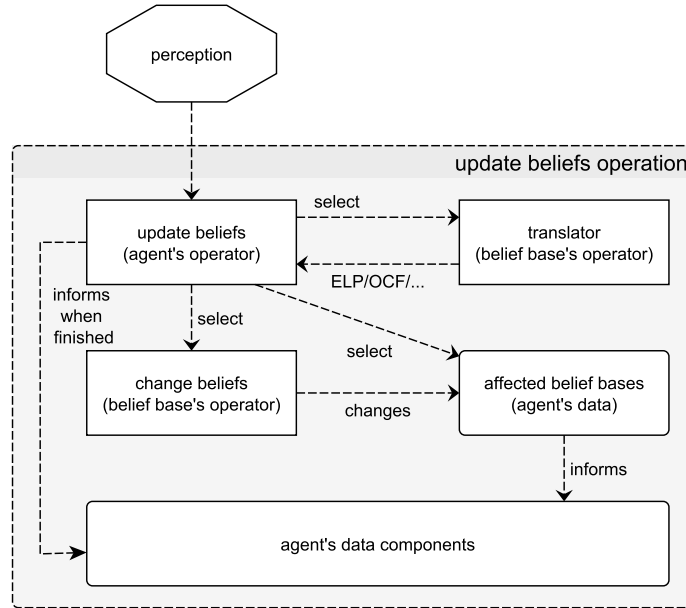 perception
update beliefs operation
update beliefs
(agent's operator)
select
translator
(belief base's operator)
ELP/OCF/...
informs
when
finished
select
select
change beliefs
(belief base's operator)
changes
affected belief bases
(agent's data)
informs
agent's data components